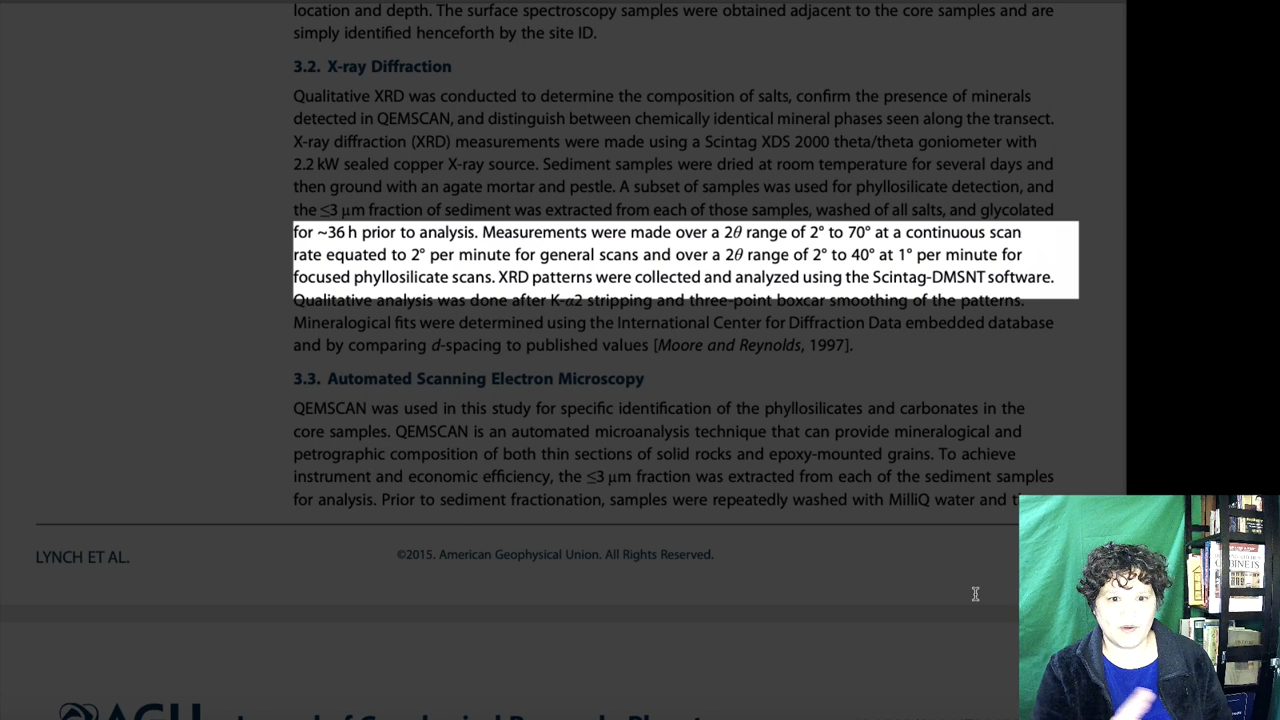 location and depth. The surface spectroscopy samples were obtained adjacent to the core samples and are
simply identified henceforth by the site ID.
3.2. X-ray Diffraction
Qualitative XRD was conducted to determine the composition of salts, confirm the presence of minerals
detected in QEMSCAN, and distinguish between chemically identical mineral phases seen along the transect.
X-ray diffraction (XRD) measurements were made using a Scintag XDS 2000 theta/theta goniometer with
2.2 kW sealed copper X-ray source. Sediment samples were dried at room temperature for several days and
then ground with an agate mortar and pestle. A subset of samples was used for phyllosilicate detection, and
the ≤3 μm fraction of sediment was extracted from each of those samples, washed of all salts, and glycolated
for ~36 h prior to analysis. Measurements were made over a 2θ range of 2° to 70° at a continuous scan
rate equated to 2° per minute for general scans and over a 2θ range of 2° to 40° at 1° per minute for
focused phyllosilicate scans. XRD patterns were collected and analyzed using the Scintag-DMSNT software.
Qualitative analysis was done after K-α2 stripping and three-point boxcar smoothing of the patterns.
Mineralogical fits were determined using the International Center for Diffraction Data embedded database
and by comparing d-spacing to published values [Moore and Reynolds, 1997].
3.3. Automated Scanning Electron Microscopy
QEMSCAN was used in this study for specific identification of the phyllosilicates and carbonates in the
core samples. QEMSCAN is an automated microanalysis technique that can provide mineralogical and
petrographic composition of both thin sections of solid rocks and epoxy-mounted grains. To achieve
instrument and economic efficiency, the ≤3 μm fraction was extracted from each of the sediment samples
for analysis. Prior to sediment fractionation, samples were repeatedly washed with MilliQ water and
LYNCH ET AL.
©2015. American Geophysical Union. All Rights Reserved.